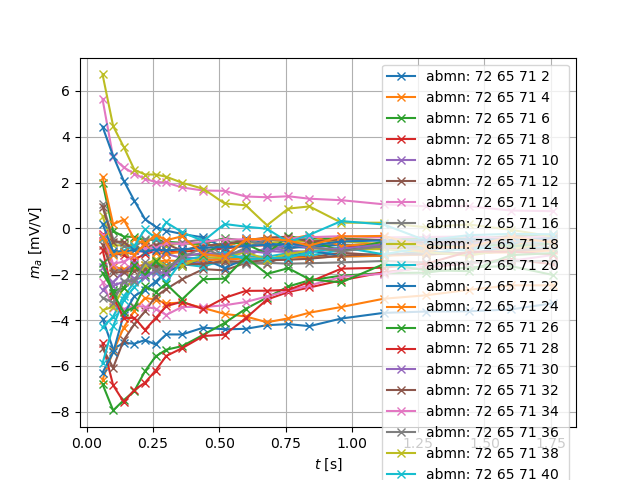 6
4
2
0
−2
−4
−6
−8
m_a [mV/V]
0.00 0.25 0.50 0.75 1.00 1.25 1.50 1.75
t [s]
abmn: 72 65 71 2
abmn: 72 65 71 4
abmn: 72 65 71 6
abmn: 72 65 71 8
abmn: 72 65 71 10
abmn: 72 65 71 12
abmn: 72 65 71 14
abmn: 72 65 71 16
abmn: 72 65 71 18
abmn: 72 65 71 20
abmn: 72 65 71 22
abmn: 72 65 71 24
abmn: 72 65 71 26
abmn: 72 65 71 28
abmn: 72 65 71 30
abmn: 72 65 71 32
abmn: 72 65 71 34
abmn: 72 65 71 36
abmn: 72 65 71 38
abmn: 72 65 71 40